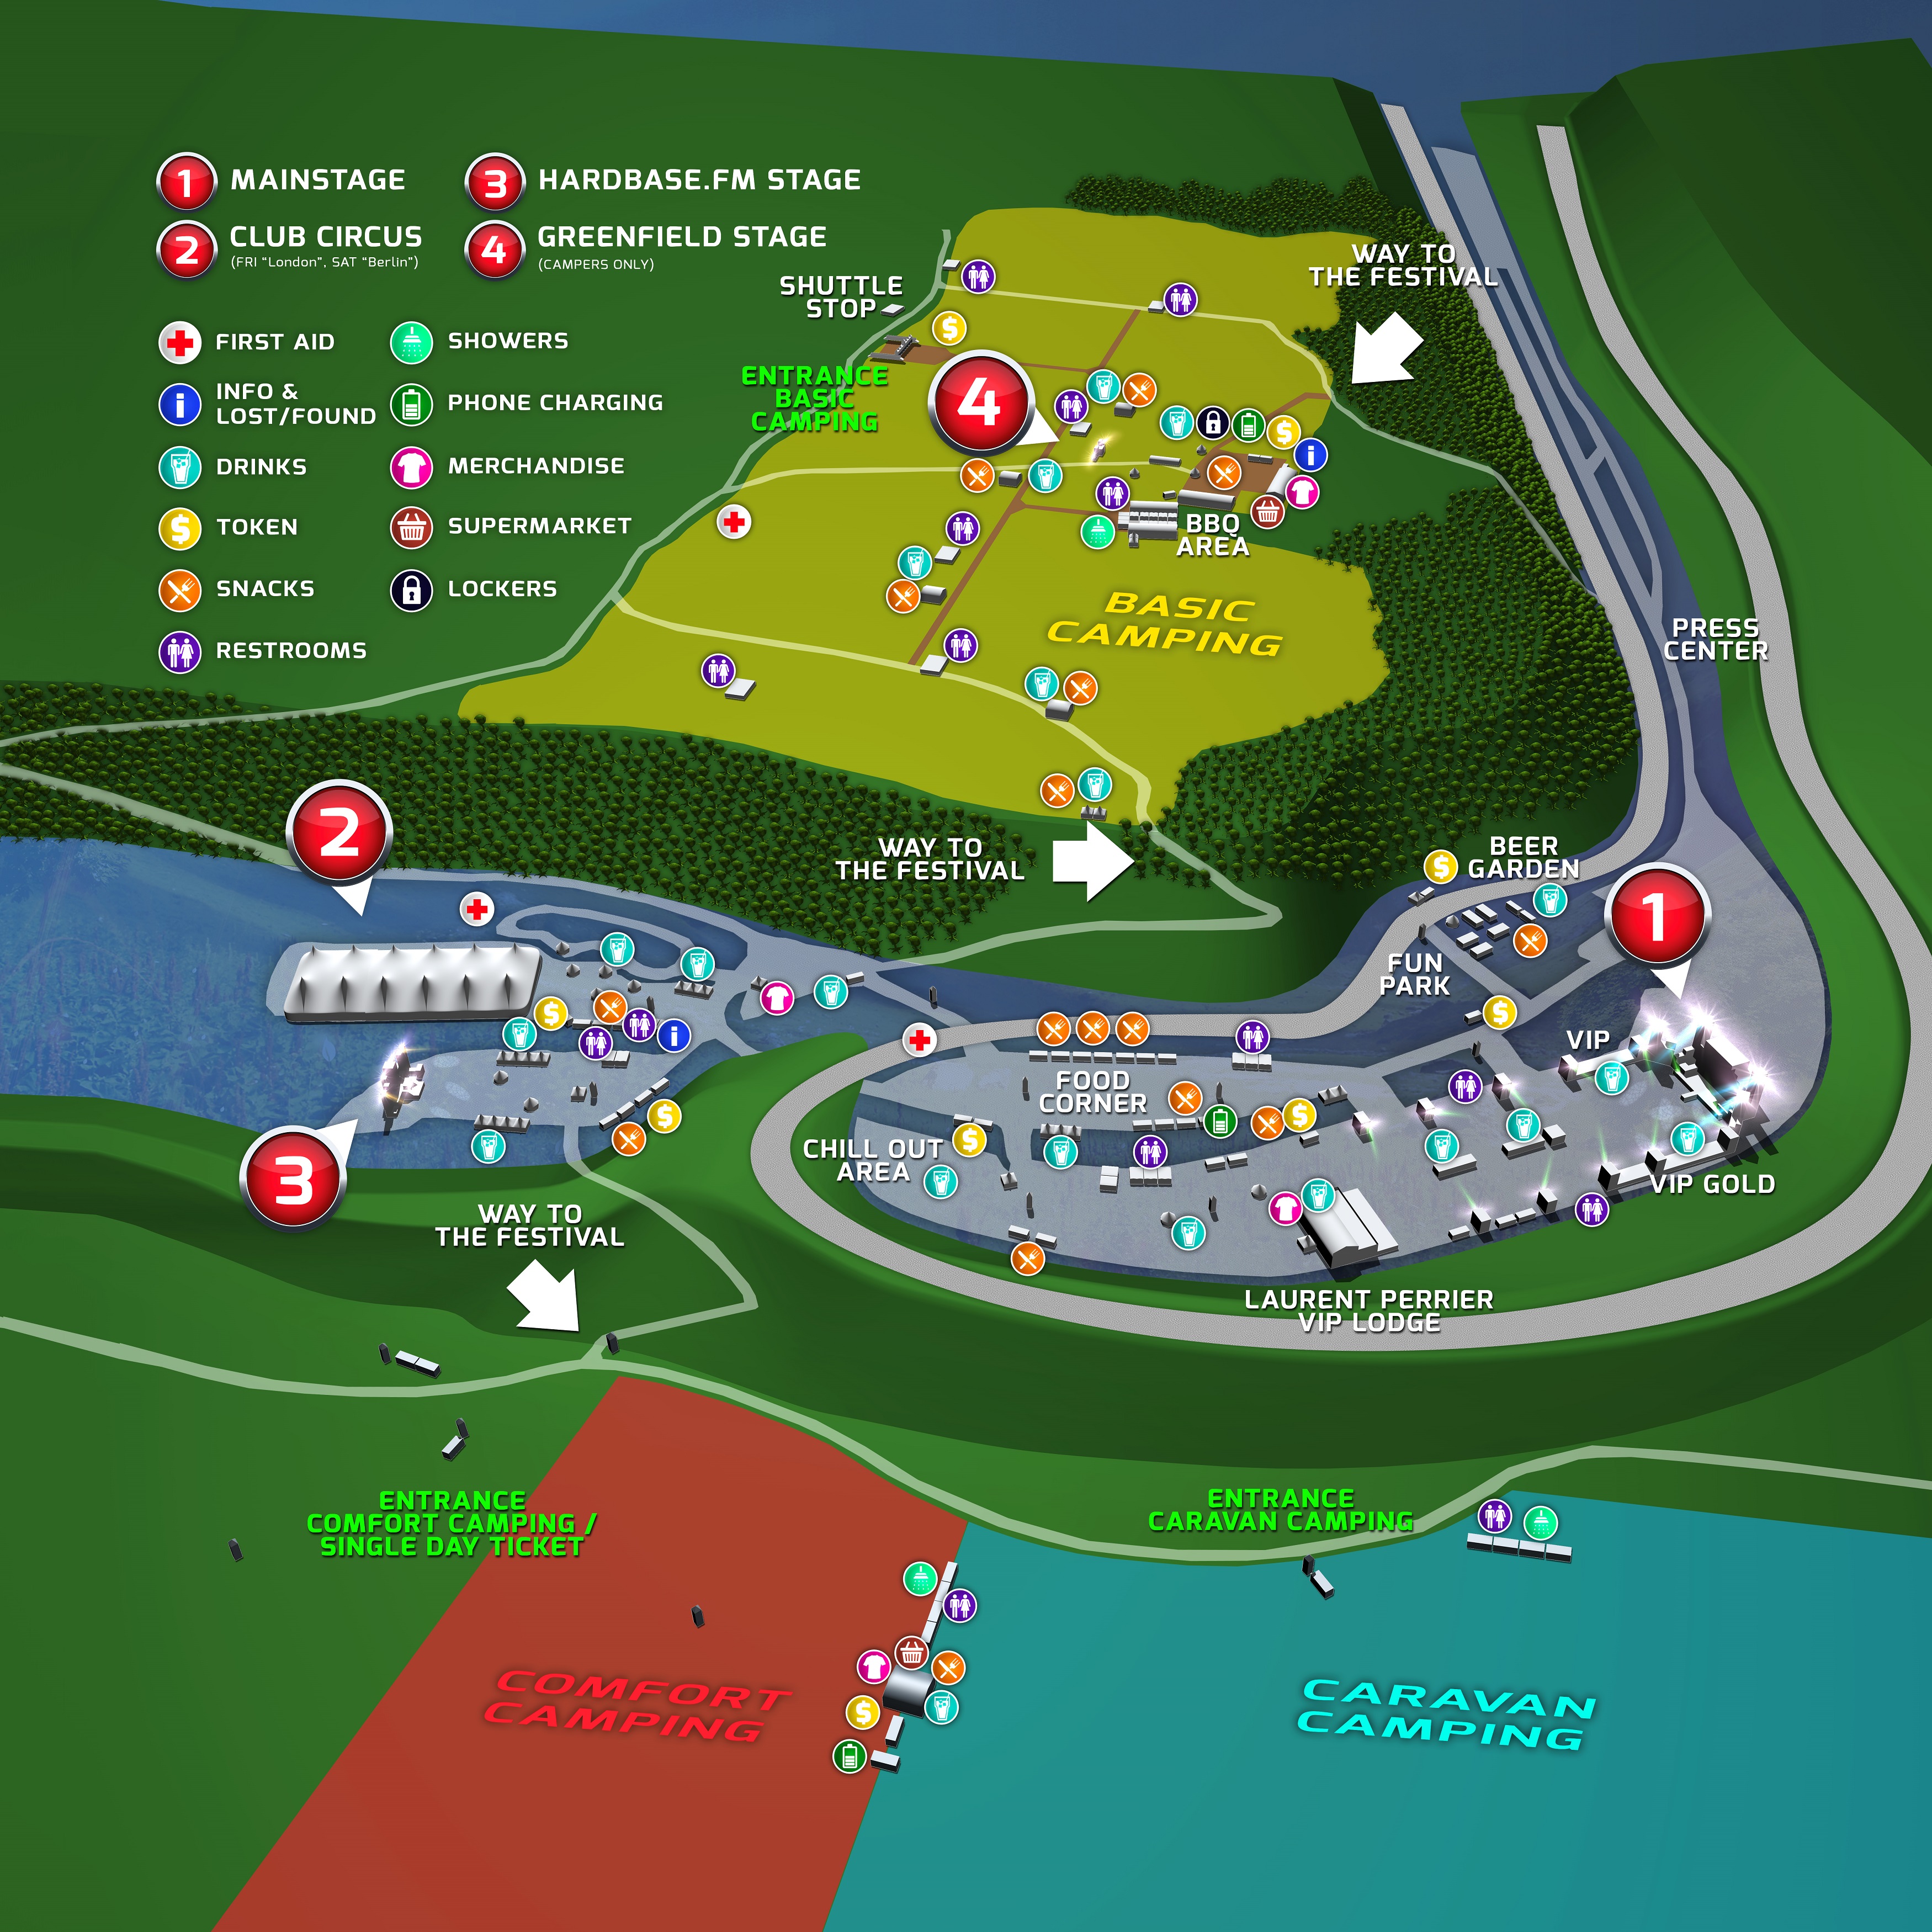 1 MAINSTAGE
2 CLUB CIRCUS
(FRI "London", SAT "Berlin")
3 HARDBASE.FM STAGE
4 GREENFIELD STAGE
(CAMPERS ONLY)
FIRST AID
i INFO &
LOST/FOUND
DRINKS
$ TOKEN
SNACKS
RESTROOMS
SHOWERS
PHONE CHARGING
MERCHANDISE
SUPERMARKET
LOCKERS
SHUTTLE
STOP
WAY TO
THE FESTIVAL
$
ENTRANCE
BASIC
CAMPING
4
$
i
BBQ
AREA
BASIC
CAMPING
PRESS
CENTER
2
WAY TO
THE FESTIVAL
$
BEER
GARDEN
1
FUN
PARK
$
$
i
VIP
FOOD
CORNER
$
$
CHILL OUT
AREA
$
3
VIP GOLD
WAY TO
THE FESTIVAL
LAURENT PERRIER
VIP LODGE
ENTRANCE
COMFORT CAMPING /
SINGLE DAY TICKET
ENTRANCE
CARAVAN CAMPING
COMFORT
CAMPING
$
CARAVAN
CAMPING